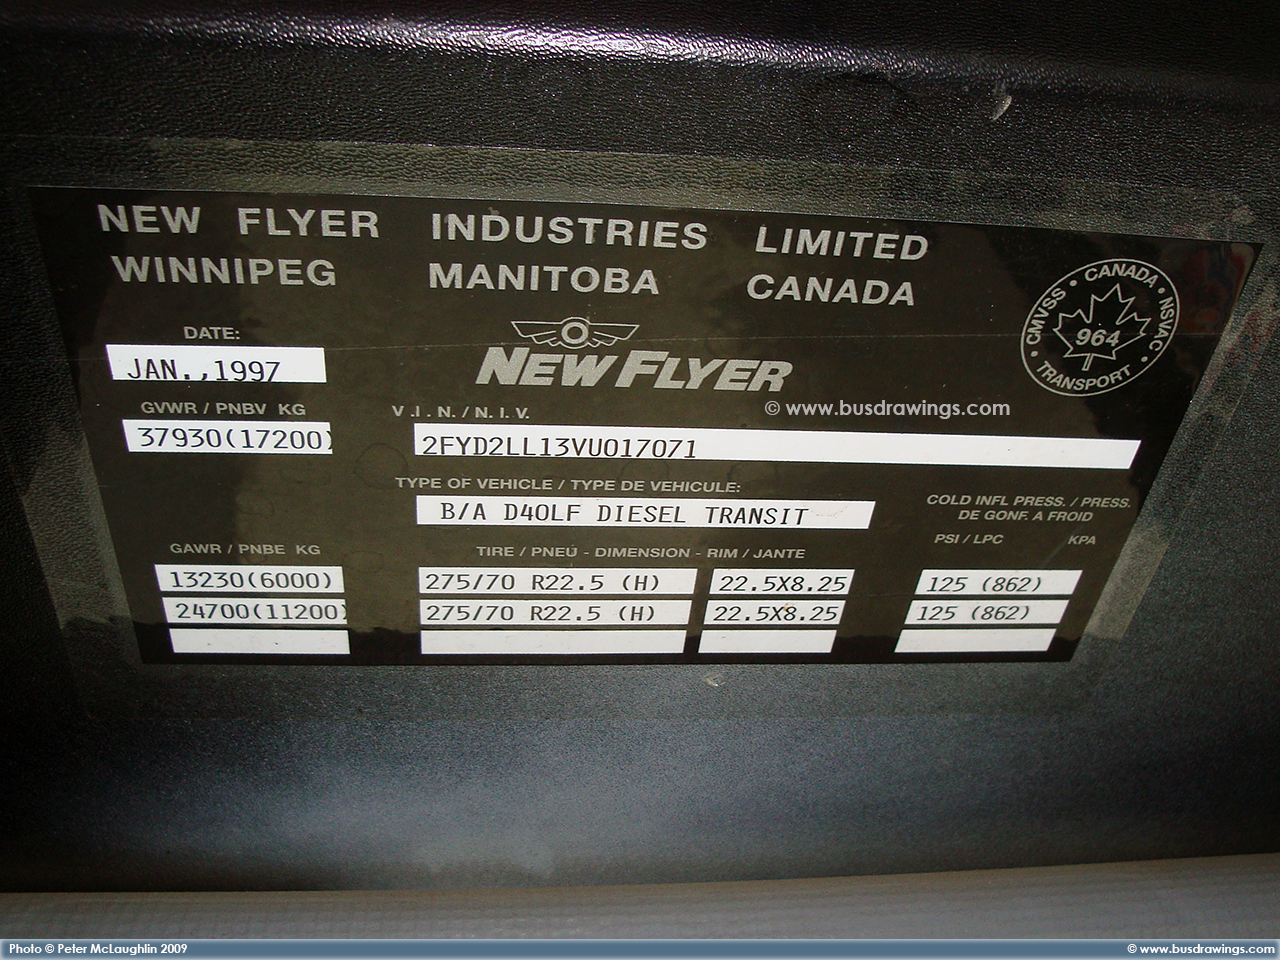 NEW FLYER INDUSTRIES LIMITED
WINNIPEG MANITOBA CANADA
CMVSS • CANADA • NSVAC • TRANSPORT •
964
DATE:
JAN.,1997
NEW FLYER
GVWR / PNBV KG
V.I.N./N.I.V.
© www.busdrawings.com
37930(17200)
2FYD2LL13VU017071
TYPE OF VEHICLE / TYPE DE VEHICULE:
B/A D40LF DIESEL TRANSIT
COLD INFL PRESS. / PRESS.
DE GONF. A FROID
GAWR / PNBE KG
TIRE / PNEU - DIMENSION - RIM / JANTE
PSI / LPC KPA
13230(6000) 275/70 R22.5 (H) 22.5X8.25 125 (862)
24700(11200) 275/70 R22.5 (H) 22.5X8.25 125 (862)
Photo © Peter McLaughlin 2009
© www.busdrawings.com